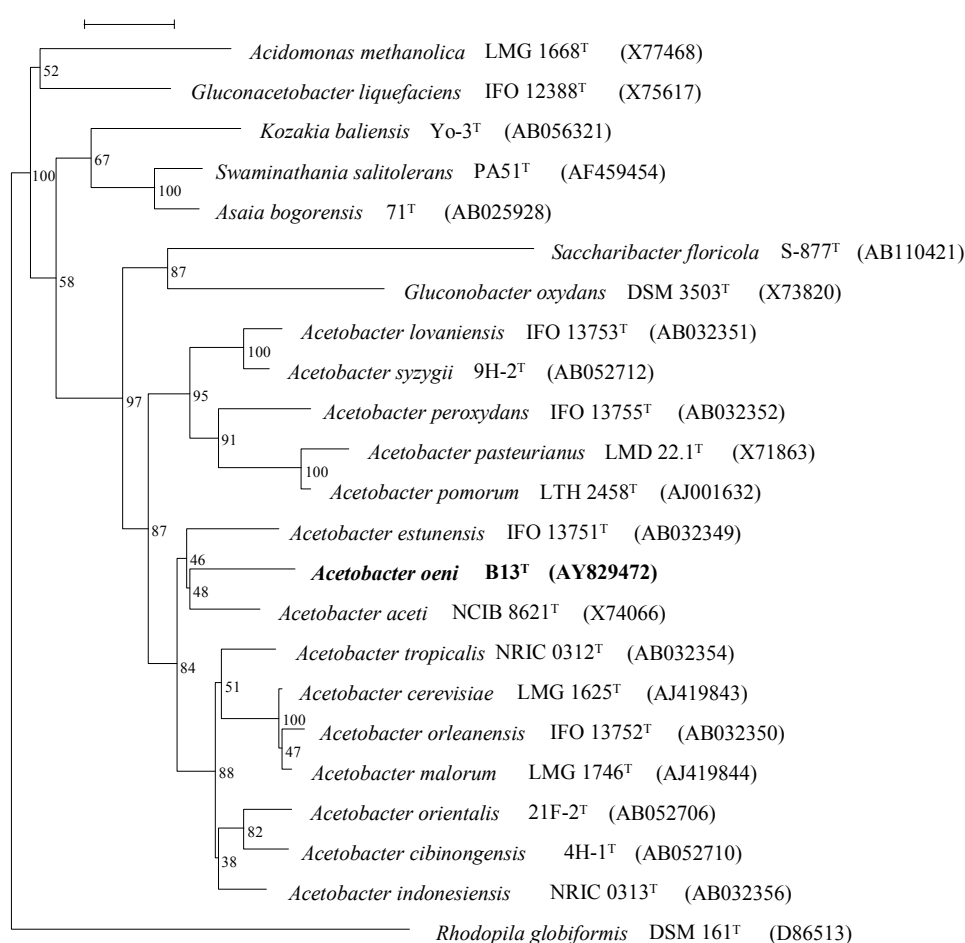 Acidomonas methanolica LMG 1668ᵀ (X77468)
52
Gluconacetobacter liquefaciens IFO 12388ᵀ (X75617)
Kozakia baliensis Yo-3ᵀ (AB056321)
67
Swaminathania salitolerans PA51ᵀ (AF459454)
100
100
Asaia bogorensis 71ᵀ (AB025928)
Saccharibacter floricola S-877ᵀ (AB110421)
87
58
Gluconobacter oxydans DSM 3503ᵀ (X73820)
Acetobacter lovaniensis IFO 13753ᵀ (AB032351)
100
Acetobacter syzygii 9H-2ᵀ (AB052712)
95
97
Acetobacter peroxydans IFO 13755ᵀ (AB032352)
91
Acetobacter pasteurianus LMD 22.1ᵀ (X71863)
100
Acetobacter pomorum LTH 2458ᵀ (AJ001632)
87
Acetobacter estunensis IFO 13751ᵀ (AB032349)
46
Acetobacter oeni B13ᵀ (AY829472)
48
Acetobacter aceti NCIB 8621ᵀ (X74066)
Acetobacter tropicalis NRIC 0312ᵀ (AB032354)
84
51
Acetobacter cerevisiae LMG 1625ᵀ (AJ419843)
100
Acetobacter orleanensis IFO 13752ᵀ (AB032350)
47
88
Acetobacter malorum LMG 1746ᵀ (AJ419844)
Acetobacter orientalis 21F-2ᵀ (AB052706)
82
Acetobacter cibinongensis 4H-1ᵀ (AB052710)
38
Acetobacter indonesiensis NRIC 0313ᵀ (AB032356)
Rhodopila globiformis DSM 161ᵀ (D86513)